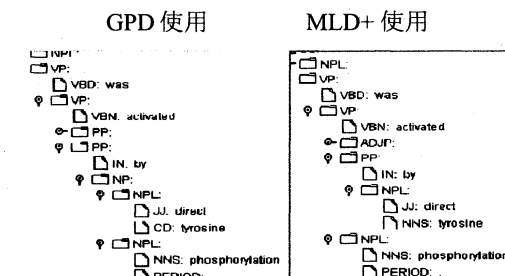 GPD 使用
NPL:
VP:
VBD: was
VP:
VBN: activated
PP:
PP:
IN: by
NP:
NPL:
JJ: direct
CD: tyrosine
NPL:
NNS: phosphorylation
PERIOD:
MLD+ 使用
NPL:
VP:
VBD: was
VP
VBN: activated
ADJP:
PP:
IN: by
NPL:
JJ: direct
NNS: tyrosine
NPL:
NNS: phosphorylation
PERIOD: .